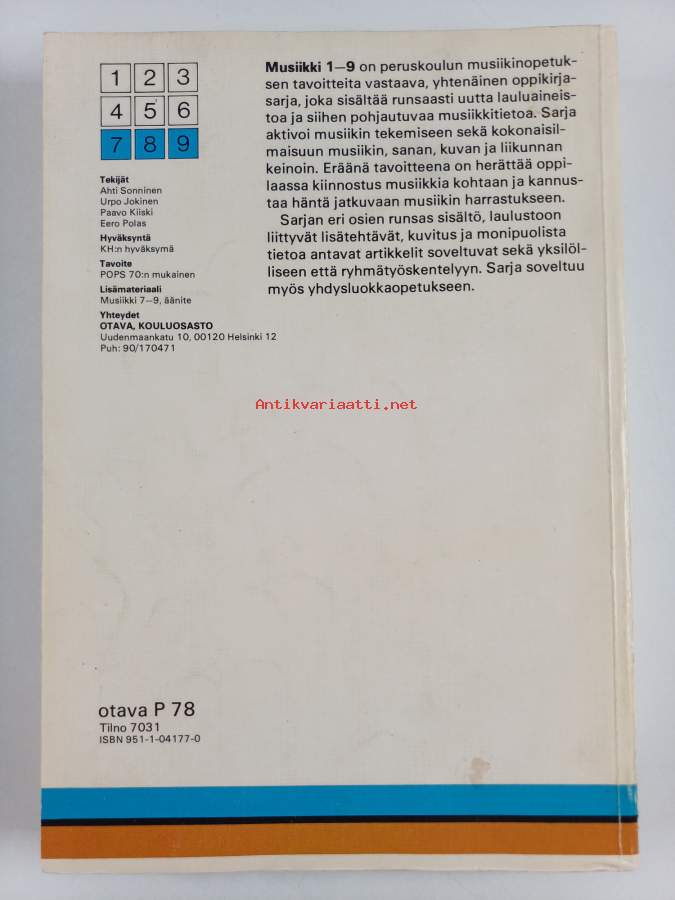 1 2 3
4 5 6
7 8 9
Tekijät
Ahti Sonninen
Urpo Jokinen
Paavo Kiiski
Eero Polas
Hyväksyntä
KH:n hyväksymä
Tavoite
POPS 70:n mukainen
Lisämateriaali
Musiikki 7–9, äänite
Yhteydet
OTAVA, KOULUOSASTO
Uudenmaankatu 10, 00120 Helsinki 12
Puh: 90/170471
Musiikki 1–9 on peruskoulun musiikinopetuk-
sen tavoitteita vastaava, yhtenäinen oppikirja-
sarja, joka sisältää runsaasti uutta lauluaineis-
toa ja siihen pohjautuvaa musiikkitietoa. Sarja
aktivoi musiikin tekemiseen sekä kokonaisil-
maisuun musiikin, sanan, kuvan ja liikunnan
keinoin. Eräänä tavoitteena on herättää oppi-
laassa kiinnostus musiikkia kohtaan ja kannus-
taa häntä jatkuvaan musiikin harrastukseen.
Sarjan eri osien runsas sisältö, laulustoon
liittyvät lisätehtävät, kuvitus ja monipuolista
tietoa antavat artikkelit soveltuvat sekä yksilöl-
liseen että ryhmätyöskentelyyn. Sarja soveltuu
myös yhdysluokkaopetukseen.
Antikvariaatti.net
otava P 78
Tilno 7031
ISBN 951-1-04177-0